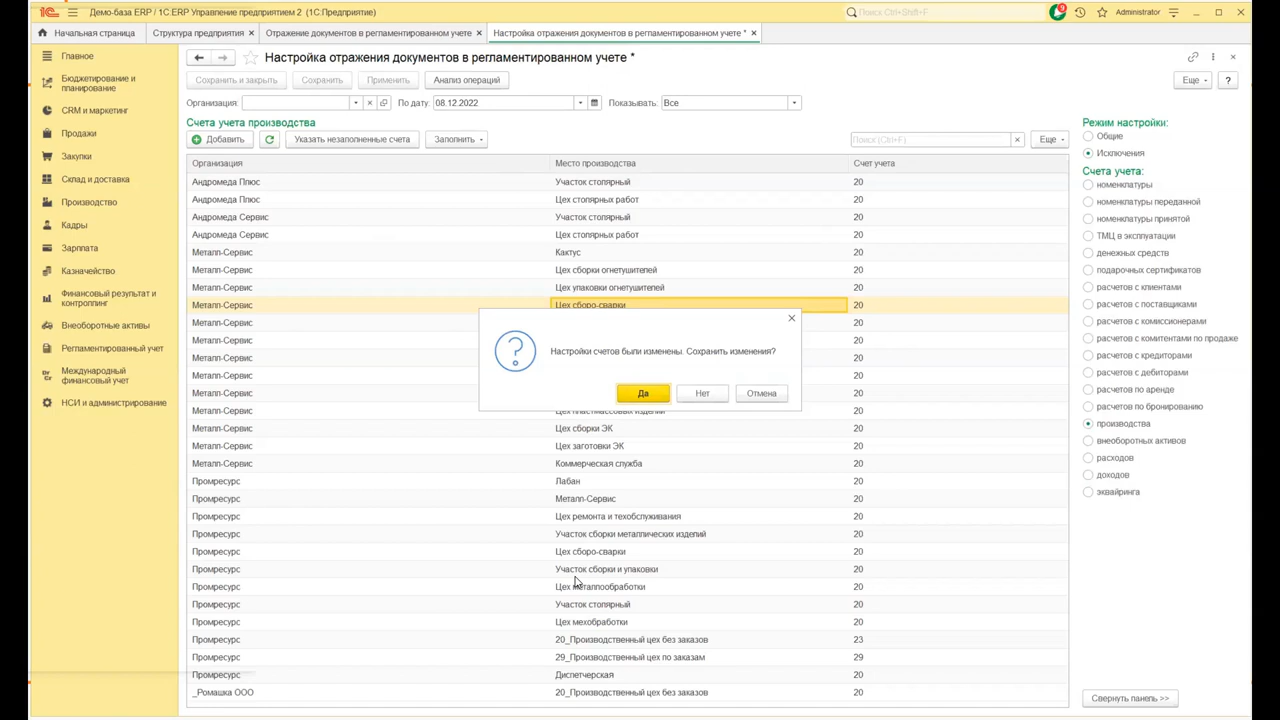 1С Демо-база ERP / 1С:ERP Управление предприятием 2 (1С:Предприятие)
Поиск Ctrl+Shift+F
Administrator
Начальная страница
Структура предприятия ×
Отражение документов в регламентированном учете ×
Настройка отражения документов в регламентированном учете * ×
Главное
Бюджетирование и
планирование
CRM и маркетинг
Продажи
Закупки
Склад и доставка
Производство
Кадры
Зарплата
Казначейство
Финансовый результат и
контроллинг
Внеоборотные активы
Регламентированный учет
Международный
финансовый учет
НСИ и администрирование
Настройка отражения документов в регламентированном учете *
Сохранить и закрыть Сохранить Применить Анализ операций
Еще ?
Организация: По дату: 08.12.2022 Показывать: Все
Счета учета производства
Добавить Указать незаполненные счета Заполнить Поиск (Ctrl+F) × Еще
Организация Место производства Счет учета
Андромеда Плюс Участок столярный 20
Андромеда Плюс Цех столярных работ 20
Андромеда Сервис Участок столярный 20
Андромеда Сервис Цех столярных работ 20
Металл-Сервис Кактус 20
Металл-Сервис Цех сборки огнетушителей 20
Металл-Сервис Цех упаковки огнетушителей 20
Металл-Сервис Цех сборо-сварки 20
Металл-Сервис 20
Металл-Сервис 20
Металл-Сервис 20
Металл-Сервис 20
Металл-Сервис 20
Металл-Сервис Цех пластмассовых изделий 20
Металл-Сервис Цех сборки ЭК 20
Металл-Сервис Цех заготовки ЭК 20
Металл-Сервис Коммерческая служба 20
Промресурс Лабан 20
Промресурс Металл-Сервис 20
Промресурс Цех ремонта и техобслуживания 20
Промресурс Участок сборки металлических изделий 20
Промресурс Цех сборо-сварки 20
Промресурс Участок сборки и упаковки 20
Промресурс Цех металлообработки 20
Промресурс Участок столярный 20
Промресурс Цех мехобработки 20
Промресурс 20_Производственный цех без заказов 23
Промресурс 29_Производственный цех по заказам 29
Промресурс Диспетчерская 20
_Ромашка ООО 20_Производственный цех без заказов 20
Настройки счетов были изменены. Сохранить изменения?
Да Нет Отмена
Режим настройки:
Общие
Исключения
Счета учета:
номенклатуры
номенклатуры переданной
номенклатуры принятой
ТМЦ в эксплуатации
денежных средств
подарочных сертификатов
расчетов с клиентами
расчетов с поставщиками
расчетов с комиссионерами
расчетов с комитентами по продаже
расчетов с кредиторами
расчетов с дебиторами
расчетов по аренде
расчетов по бронированию
производства
внеоборотных активов
расходов
доходов
эквайринга
Свернуть панель >>